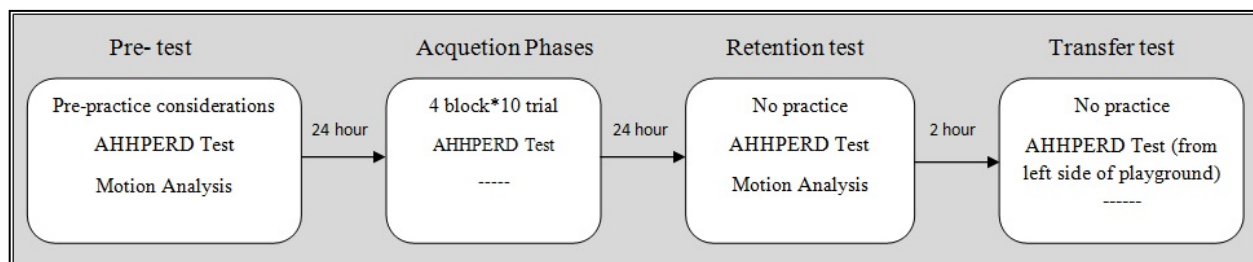 Pre- test
Pre-practice considerations
AHHPERD Test
Motion Analysis
24 hour
Acquetion Phases
4 block*10 trial
AHHPERD Test
-----
24 hour
Retention test
No practice
AHHPERD Test
Motion Analysis
2 hour
Transfer test
No practice
AHHPERD Test (from
left side of playground)
------